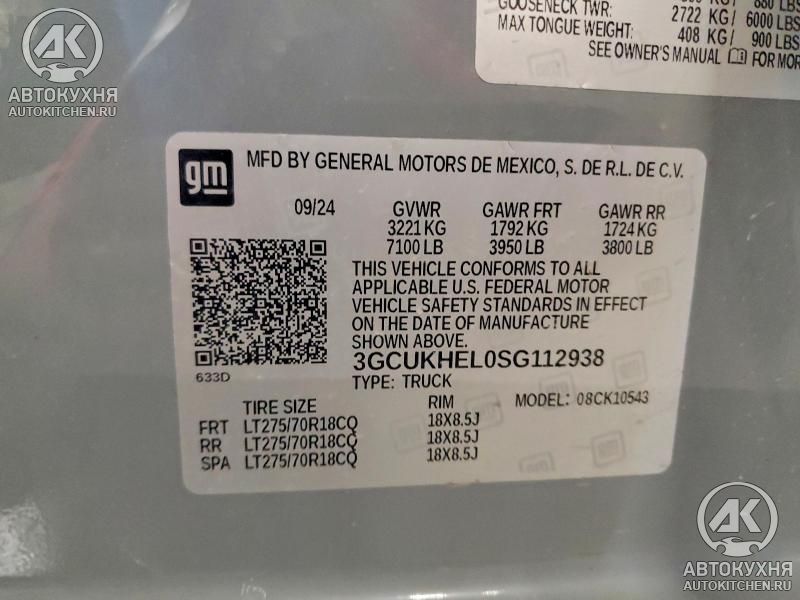 AK
АВТОКУХНЯ
AUTOKITCHEN.RU
GOOSENECK TWR: 2722 KG/ 6000 LBS
MAX TONGUE WEIGHT: 408 KG/ 900 LBS
SEE OWNER'S MANUAL FOR MOR
gm
MFD BY GENERAL MOTORS DE MEXICO, S. DE R.L. DE C.V.
09/24 GVWR GAWR FRT GAWR RR
3221 KG 1792 KG 1724 KG
7100 LB 3950 LB 3800 LB
THIS VEHICLE CONFORMS TO ALL
APPLICABLE U.S. FEDERAL MOTOR
VEHICLE SAFETY STANDARDS IN EFFECT
ON THE DATE OF MANUFACTURE
SHOWN ABOVE.
633D
3GCUKHEL0SG112938
TYPE: TRUCK MODEL: 08CK10543
TIRE SIZE RIM
FRT LT275/70R18CQ 18X8.5J
RR LT275/70R18CQ 18X8.5J
SPA LT275/70R18CQ 18X8.5J
AK
АВТОКУХНЯ
AUTOKITCHEN.RU